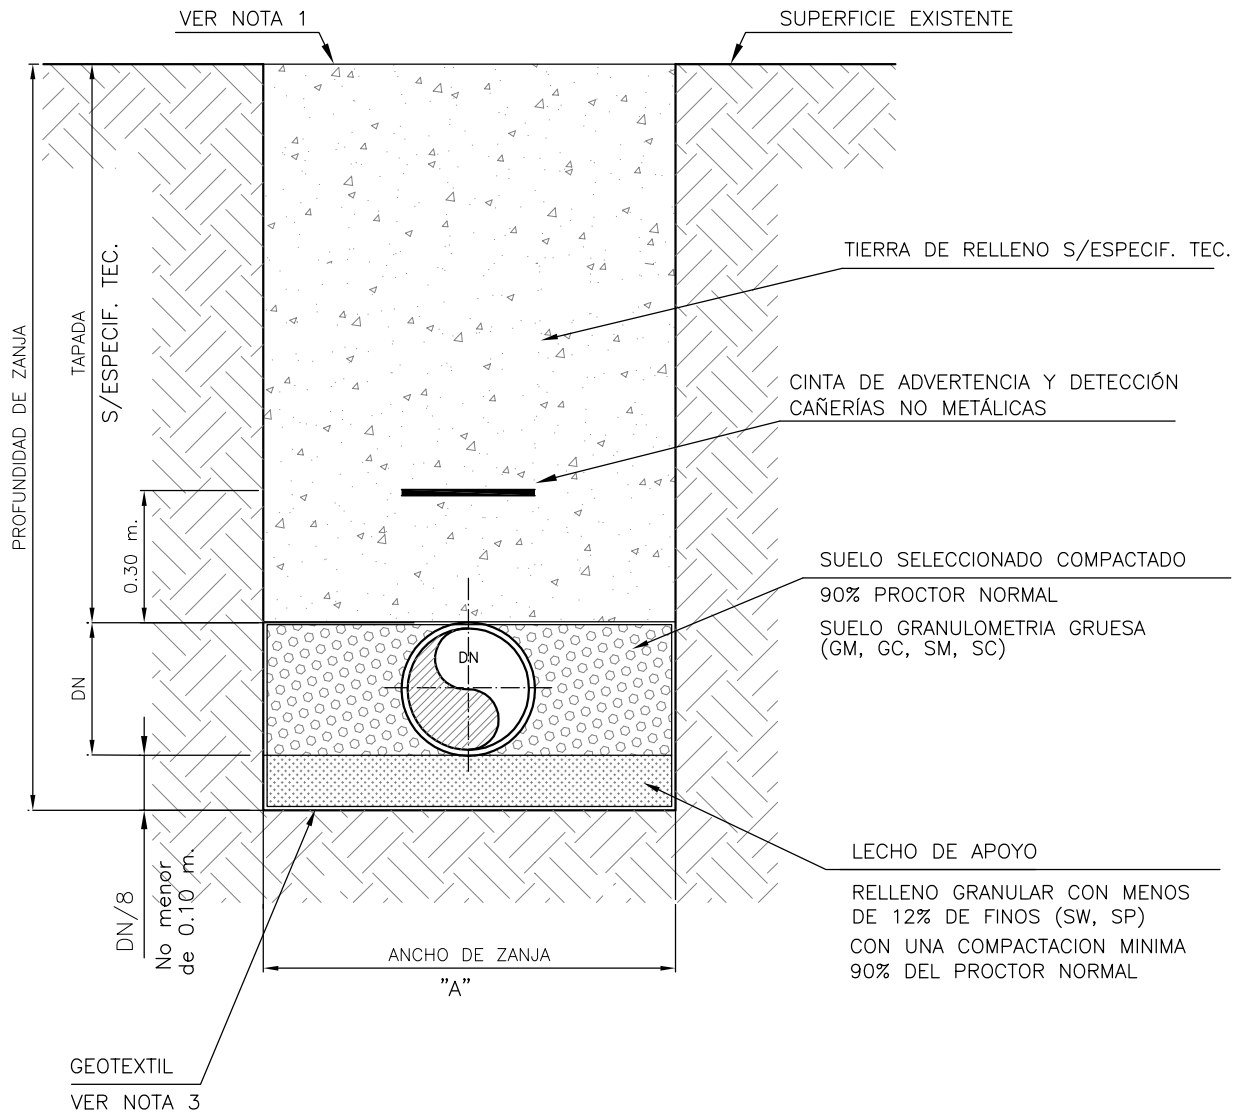 VER NOTA 1
SUPERFICIE EXISTENTE
TIERRA DE RELLENO S/ESPECIF. TEC.
CINTA DE ADVERTENCIA Y DETECCIÓN
CAÑERÍAS NO METÁLICAS
SUELO SELECCIONADO COMPACTADO
90% PROCTOR NORMAL
SUELO GRANULOMETRIA GRUESA
(GM, GC, SM, SC)
LECHO DE APOYO
RELLENO GRANULAR CON MENOS
DE 12% DE FINOS (SW, SP)
CON UNA COMPACTACION MINIMA
90% DEL PROCTOR NORMAL
PROFUNDIDAD DE ZANJA
TAPADA
S/ESPECIF. TEC.
0.30 m.
DN
DN
DN/8
No menor
de 0.10 m.
ANCHO DE ZANJA
"A"
GEOTEXTIL
VER NOTA 3